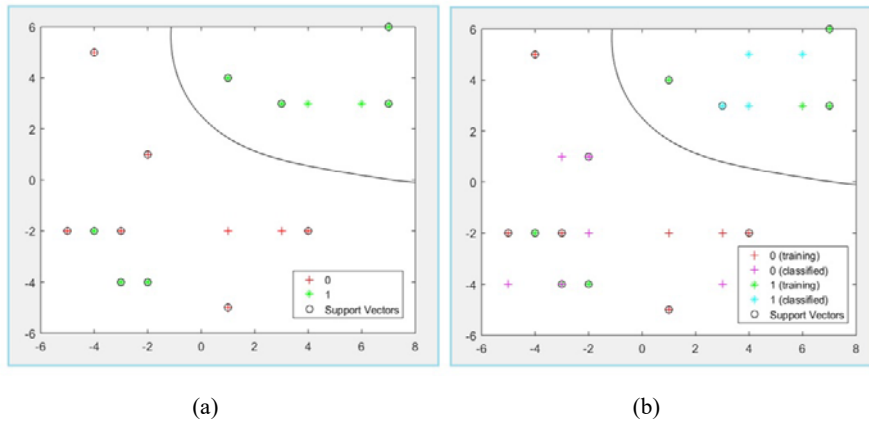 6
4
2
0
-2
-4
-6
-6 -4 -2 0 2 4 6 8
0
1
Support Vectors
(a)
6
4
2
0
-2
-4
-6
-6 -4 -2 0 2 4 6 8
0 (training)
0 (classified)
1 (training)
1 (classified)
Support Vectors
(b)